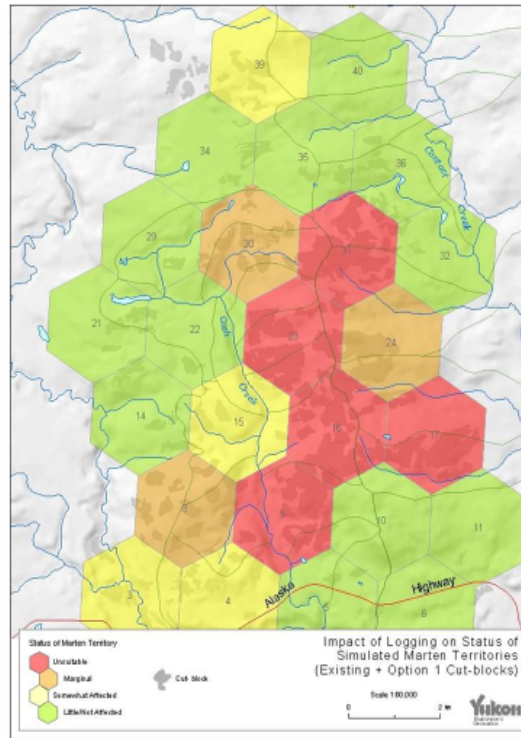 39
40
34
35
36
Clinton
Creek
29
30
31
32
21
22
23
24
Creek
14
15
16
17
8
9
10
11
3
4
5
6
Alaska
Highway
Status of Marten Territory
Unsuitable
Marginal
Somewhat Affected
Little/Not Affected
Cut-block
Impact of Logging on Status of
Simulated Marten Territories
(Existing + Option 1 Cut-blocks)
Scale 1:80,000
0
2 km
Yukon
Government